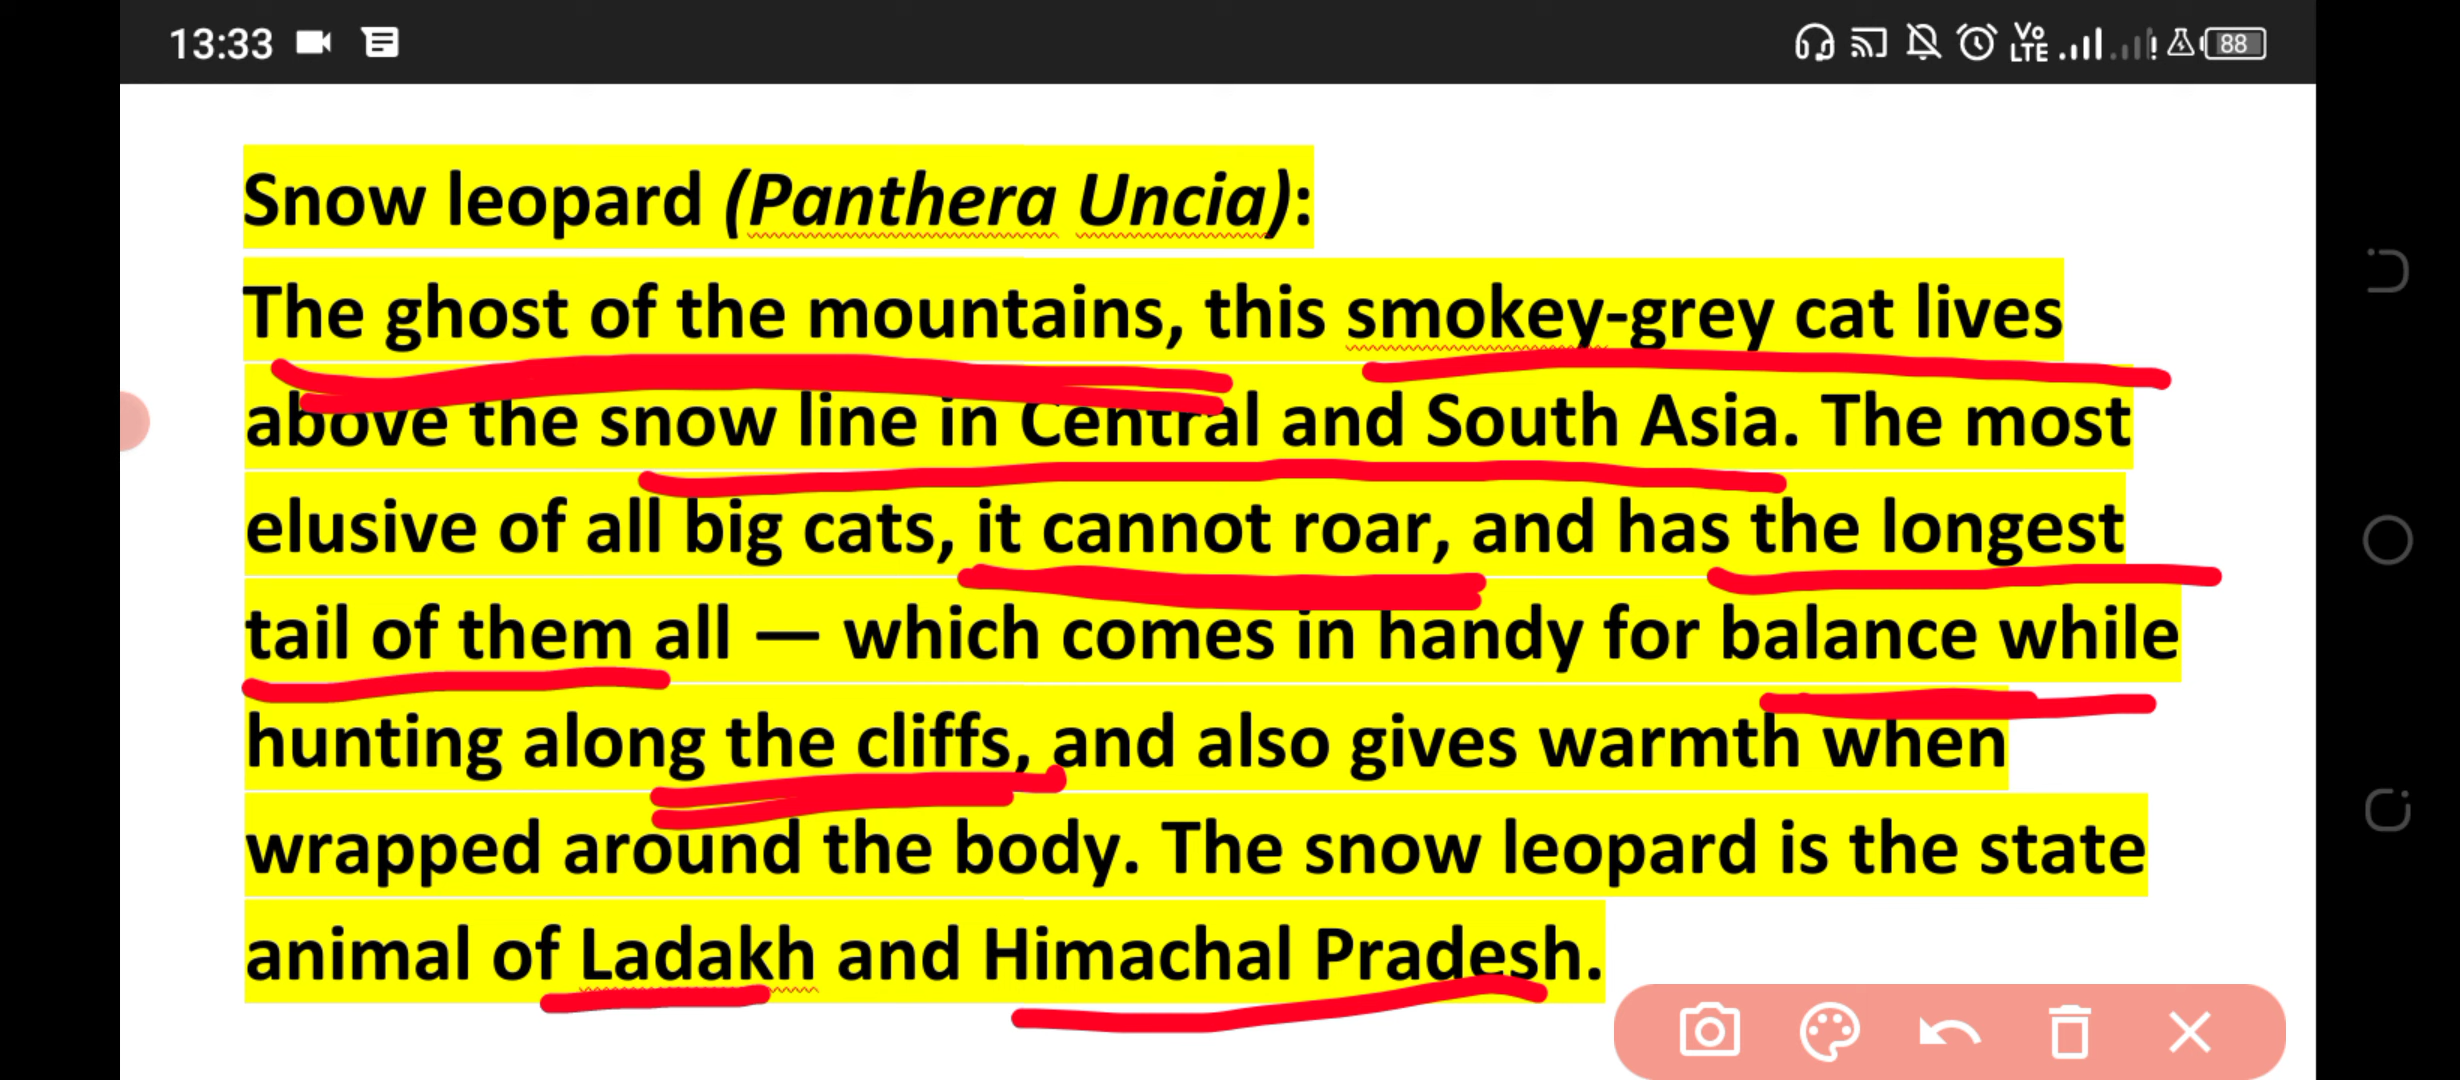 13:33 Vo LTE 88
Snow leopard (Panthera Uncia):
The ghost of the mountains, this smokey-grey cat lives
above the snow line in Central and South Asia. The most
elusive of all big cats, it cannot roar, and has the longest
tail of them all — which comes in handy for balance while
hunting along the cliffs, and also gives warmth when
wrapped around the body. The snow leopard is the state
animal of Ladakh and Himachal Pradesh.